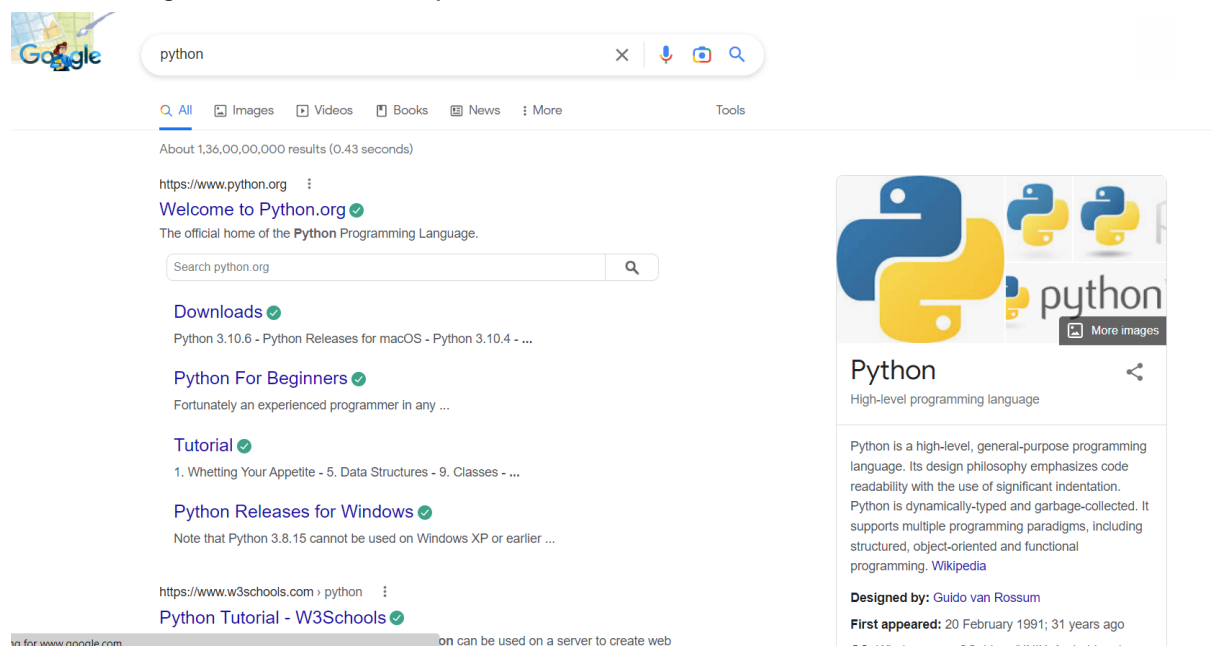 Google
python
All Images Videos Books News More Tools
About 1,36,00,00,000 results (0.43 seconds)
https://www.python.org
Welcome to Python.org
The official home of the Python Programming Language.
Search python.org
Downloads
Python 3.10.6 - Python Releases for macOS - Python 3.10.4 - ...
Python For Beginners
Fortunately an experienced programmer in any ...
Tutorial
1. Whetting Your Appetite - 5. Data Structures - 9. Classes - ...
Python Releases for Windows
Note that Python 3.8.15 cannot be used on Windows XP or earlier ...
https://www.w3schools.com › python
Python Tutorial - W3Schools
on can be used on a server to create web
for www.google.com
python
More images
Python
High-level programming language
Python is a high-level, general-purpose programming
language. Its design philosophy emphasizes code
readability with the use of significant indentation.
Python is dynamically-typed and garbage-collected. It
supports multiple programming paradigms, including
structured, object-oriented and functional
programming. Wikipedia
Designed by: Guido van Rossum
First appeared: 20 February 1991; 31 years ago